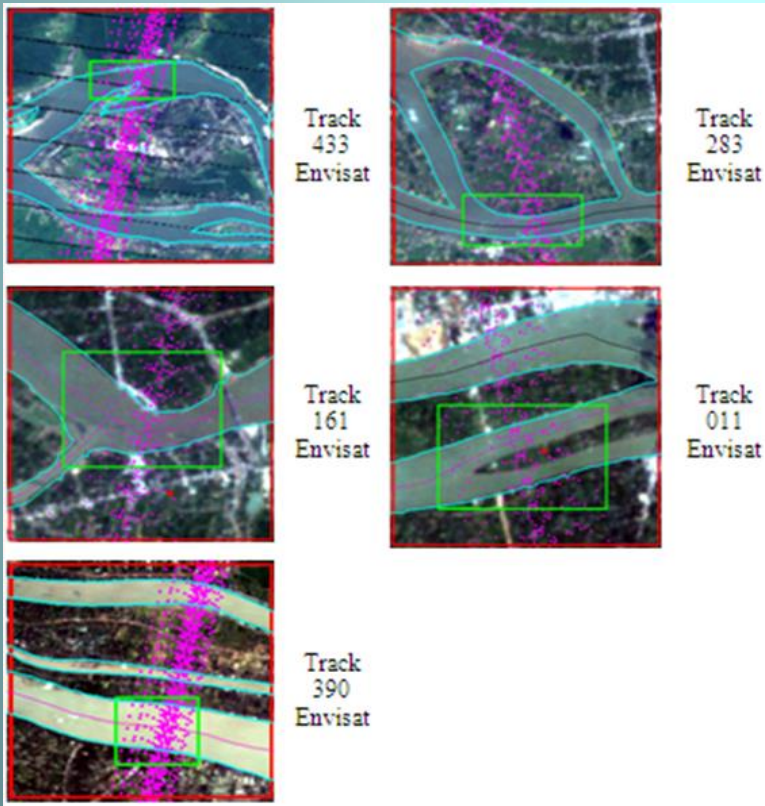 Track
433
Envisat
Track
283
Envisat
Track
161
Envisat
Track
011
Envisat
Track
390
Envisat